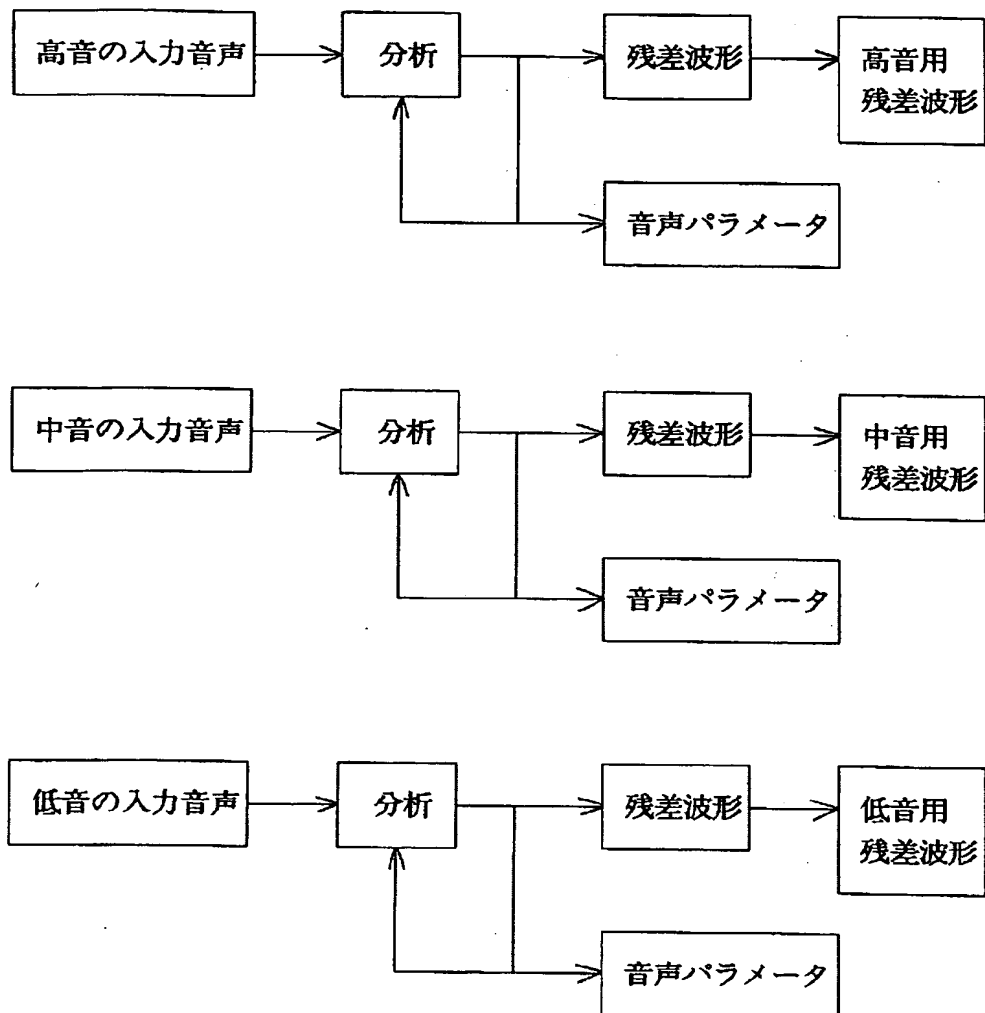 高音の入力音声
分析
残差波形
高音用
残差波形
音声パラメータ
中音の入力音声
分析
残差波形
中音用
残差波形
音声パラメータ
低音の入力音声
分析
残差波形
低音用
残差波形
音声パラメータ